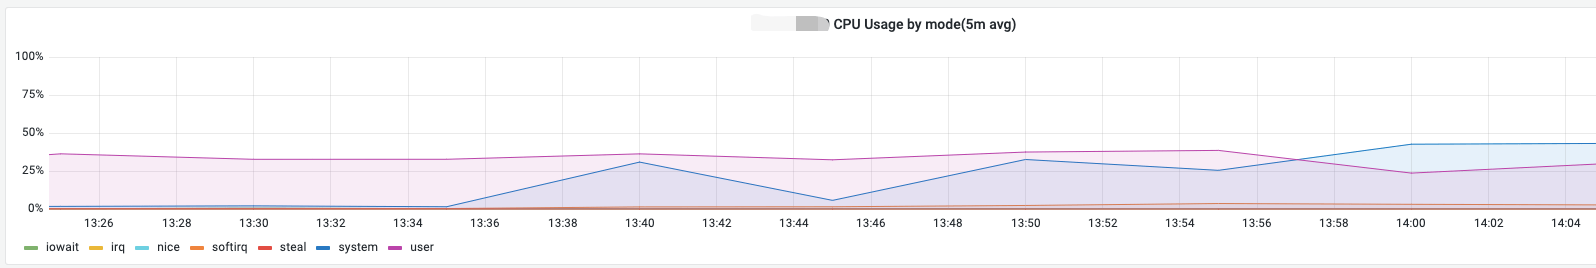 CPU Usage by mode(5m avg)
100%
75%
50%
25%
0%
13:26 13:28 13:30 13:32 13:34 13:36 13:38 13:40 13:42 13:44 13:46 13:48 13:50 13:52 13:54 13:56 13:58 14:00 14:02 14:04
iowait irq nice softirq steal system user